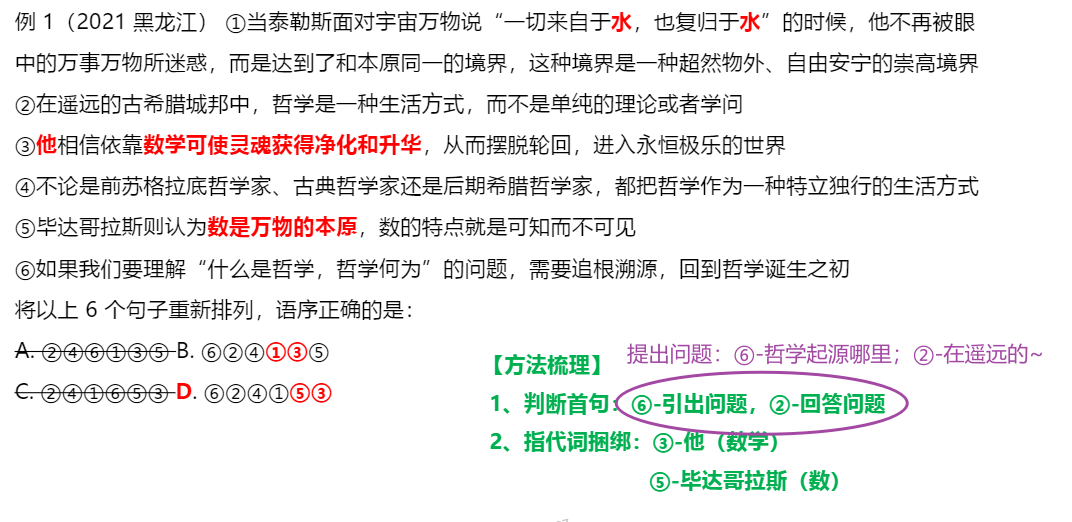 例 1（2021 黑龙江） ①当泰勒斯面对宇宙万物说“一切来自于水，也复归于水”的时候，他不再被眼
中的万事万物所迷惑，而是达到了和本原同一的境界，这种境界是一种超然物外、自由安宁的崇高境界
②在遥远的古希腊城邦中，哲学是一种生活方式，而不是单纯的理论或者学问
③他相信依靠数学可使灵魂获得净化和升华，从而摆脱轮回，进入永恒极乐的世界
④不论是前苏格拉底哲学家、古典哲学家还是后期希腊哲学家，都把哲学作为一种特立独行的生活方式
⑤毕达哥拉斯则认为数是万物的本原，数的特点就是可知而不可见
⑥如果我们要理解“什么是哲学，哲学何为”的问题，需要追根溯源，回到哲学诞生之初
将以上 6 个句子重新排列，语序正确的是：
A. ②④⑥①③⑤ B. ⑥②④①③⑤
C. ②④①⑥⑤③ D. ⑥②④①⑤③
【方法梳理】
提出问题：⑥-哲学起源哪里；②-在遥远的~
1、判断首句：⑥-引出问题，②-回答问题
2、指代词捆绑：③-他（数学）
⑤-毕达哥拉斯（数）